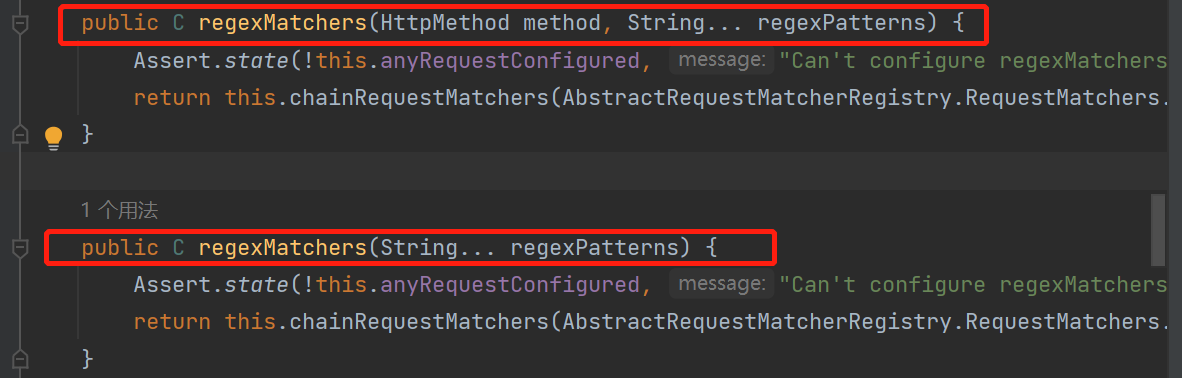 public C regexMatchers(HttpMethod method, String... regexPatterns) {
Assert.state(!this.anyRequestConfigured, message: "Can't configure regexMatchers
return this.chainRequestMatchers(AbstractRequestMatcherRegistry.RequestMatchers.
}
1 个用法
public C regexMatchers(String... regexPatterns) {
Assert.state(!this.anyRequestConfigured, message: "Can't configure regexMatchers
return this.chainRequestMatchers(AbstractRequestMatcherRegistry.RequestMatchers.
}